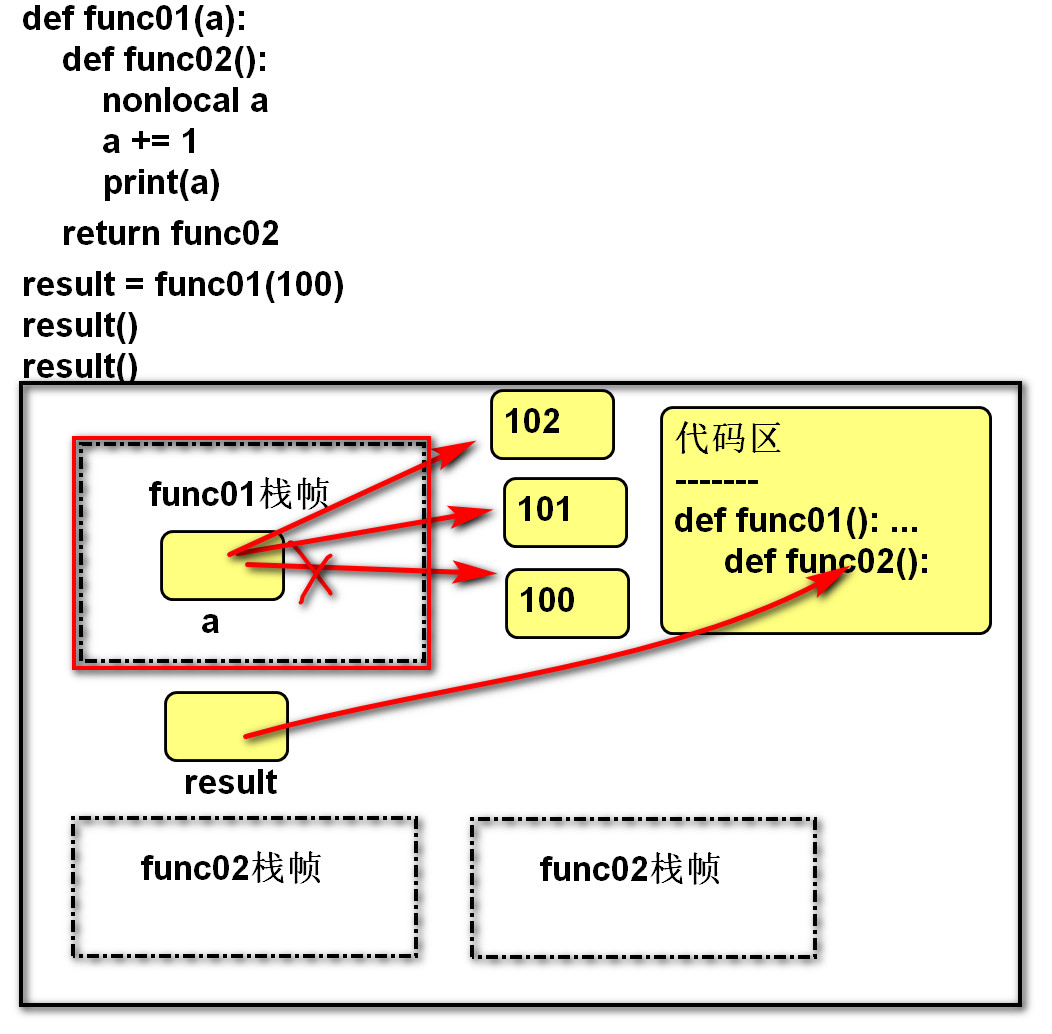 def func01(a):
def func02():
nonlocal a
a += 1
print(a)
return func02
result = func01(100)
result()
result()
102
代码区
-------
func01栈帧
101
def func01(): ...
def func02():
100
a
result
func02栈帧
func02栈帧